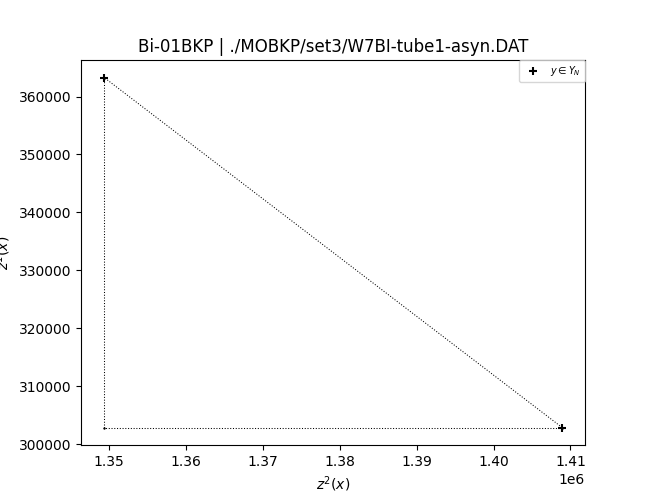 Bi-01BKP | ./MOBKP/set3/W7BI-tube1-asyn.DAT
y ∈ Y_N
360000
350000
340000
330000
320000
310000
300000
1.35 1.36 1.37 1.38 1.39 1.40 1.41
1e6
z²(x)